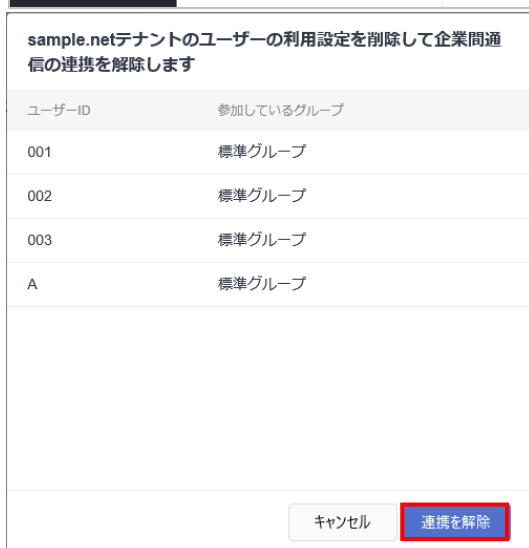 sample.netテナントのユーザーの利用設定を削除して企業間通
信の連携を解除します
ユーザーID 参加しているグループ
001 標準グループ
002 標準グループ
003 標準グループ
A 標準グループ
キャンセル 連携を解除